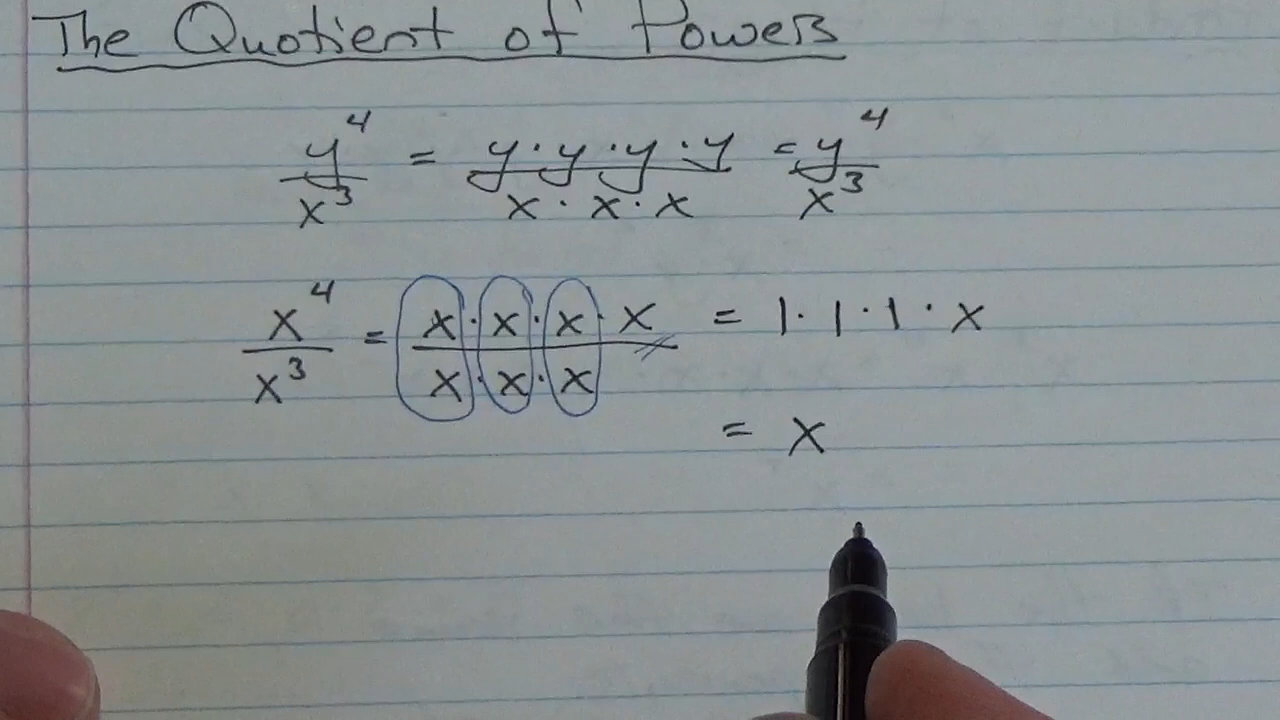 The Quotient of Powers
y⁴/x³ = y·y·y·y/x·x·x = y⁴/x³
x⁴/x³ = x·x·x·x/x·x·x = 1·1·1·x
= x